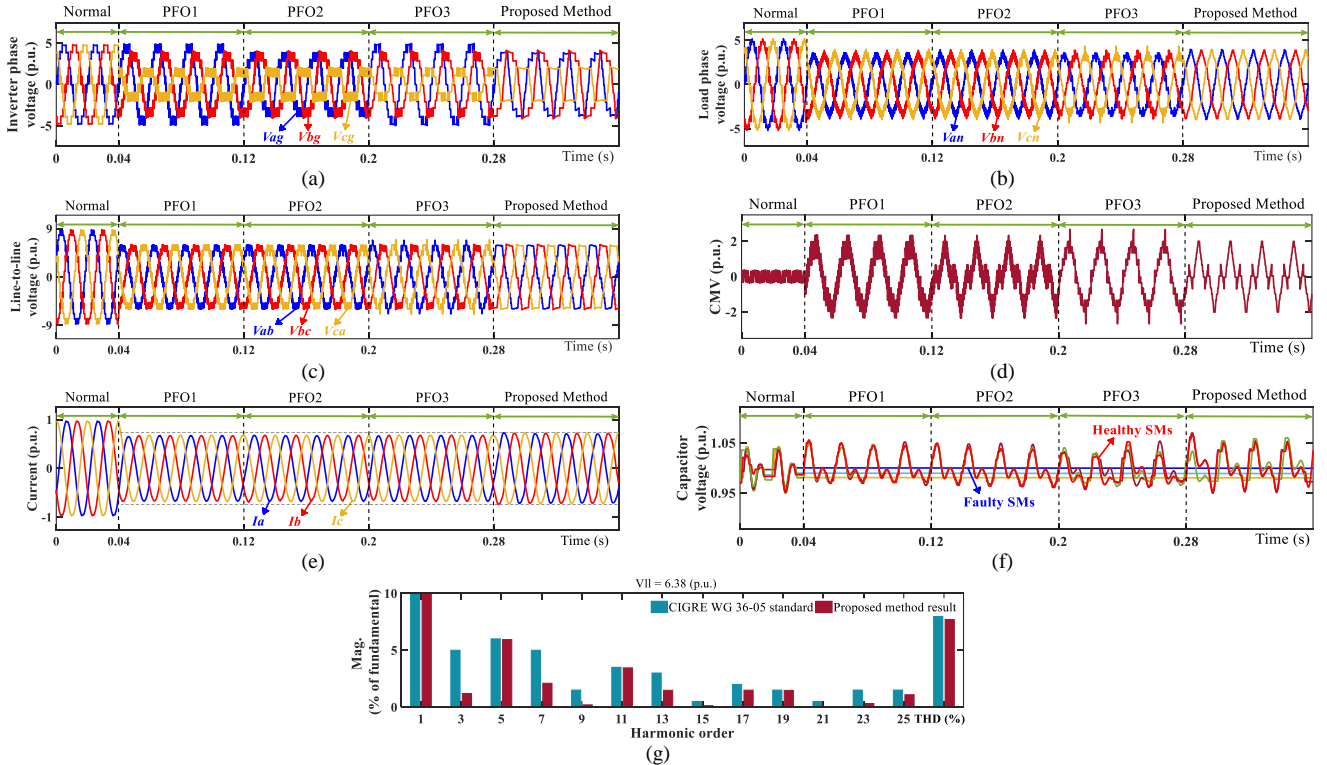 Normal PFO1 PFO2 PFO3 Proposed Method
Inverter phase voltage (p.u.)
5
0
-5
Vag Vbg Vcg
0 0.04 0.12 0.2 0.28 Time (s)
(a)
Normal PFO1 PFO2 PFO3 Proposed Method
Load phase voltage (p.u.)
5
0
-5
Van Vbn Vcn
0 0.04 0.12 0.2 0.28 Time (s)
(b)
Normal PFO1 PFO2 PFO3 Proposed Method
Line-to-line voltage (p.u.)
9
0
-9
Vab Vbc Vca
0 0.04 0.12 0.2 0.28 Time (s)
(c)
Normal PFO1 PFO2 PFO3 Proposed Method
CMV (p.u.)
2
0
-2
0 0.04 0.12 0.2 0.28 Time (s)
(d)
Normal PFO1 PFO2 PFO3 Proposed Method
Current (p.u.)
1
0
-1
Ia Ib Ic
0 0.04 0.12 0.2 0.28 Time (s)
(e)
Normal PFO1 PFO2 PFO3 Proposed Method
Capacitor voltage (p.u.)
1.05
0.95
Healthy SMs
Faulty SMs
0 0.04 0.12 0.2 0.28 Time (s)
(f)
Vll = 6.38 (p.u.)
CIGRE WG 36-05 standard Proposed method result
Mag. (% of fundamental)
10
5
0
1 3 5 7 9 11 13 15 17 19 21 23 25 THD (%)
Harmonic order
(g)